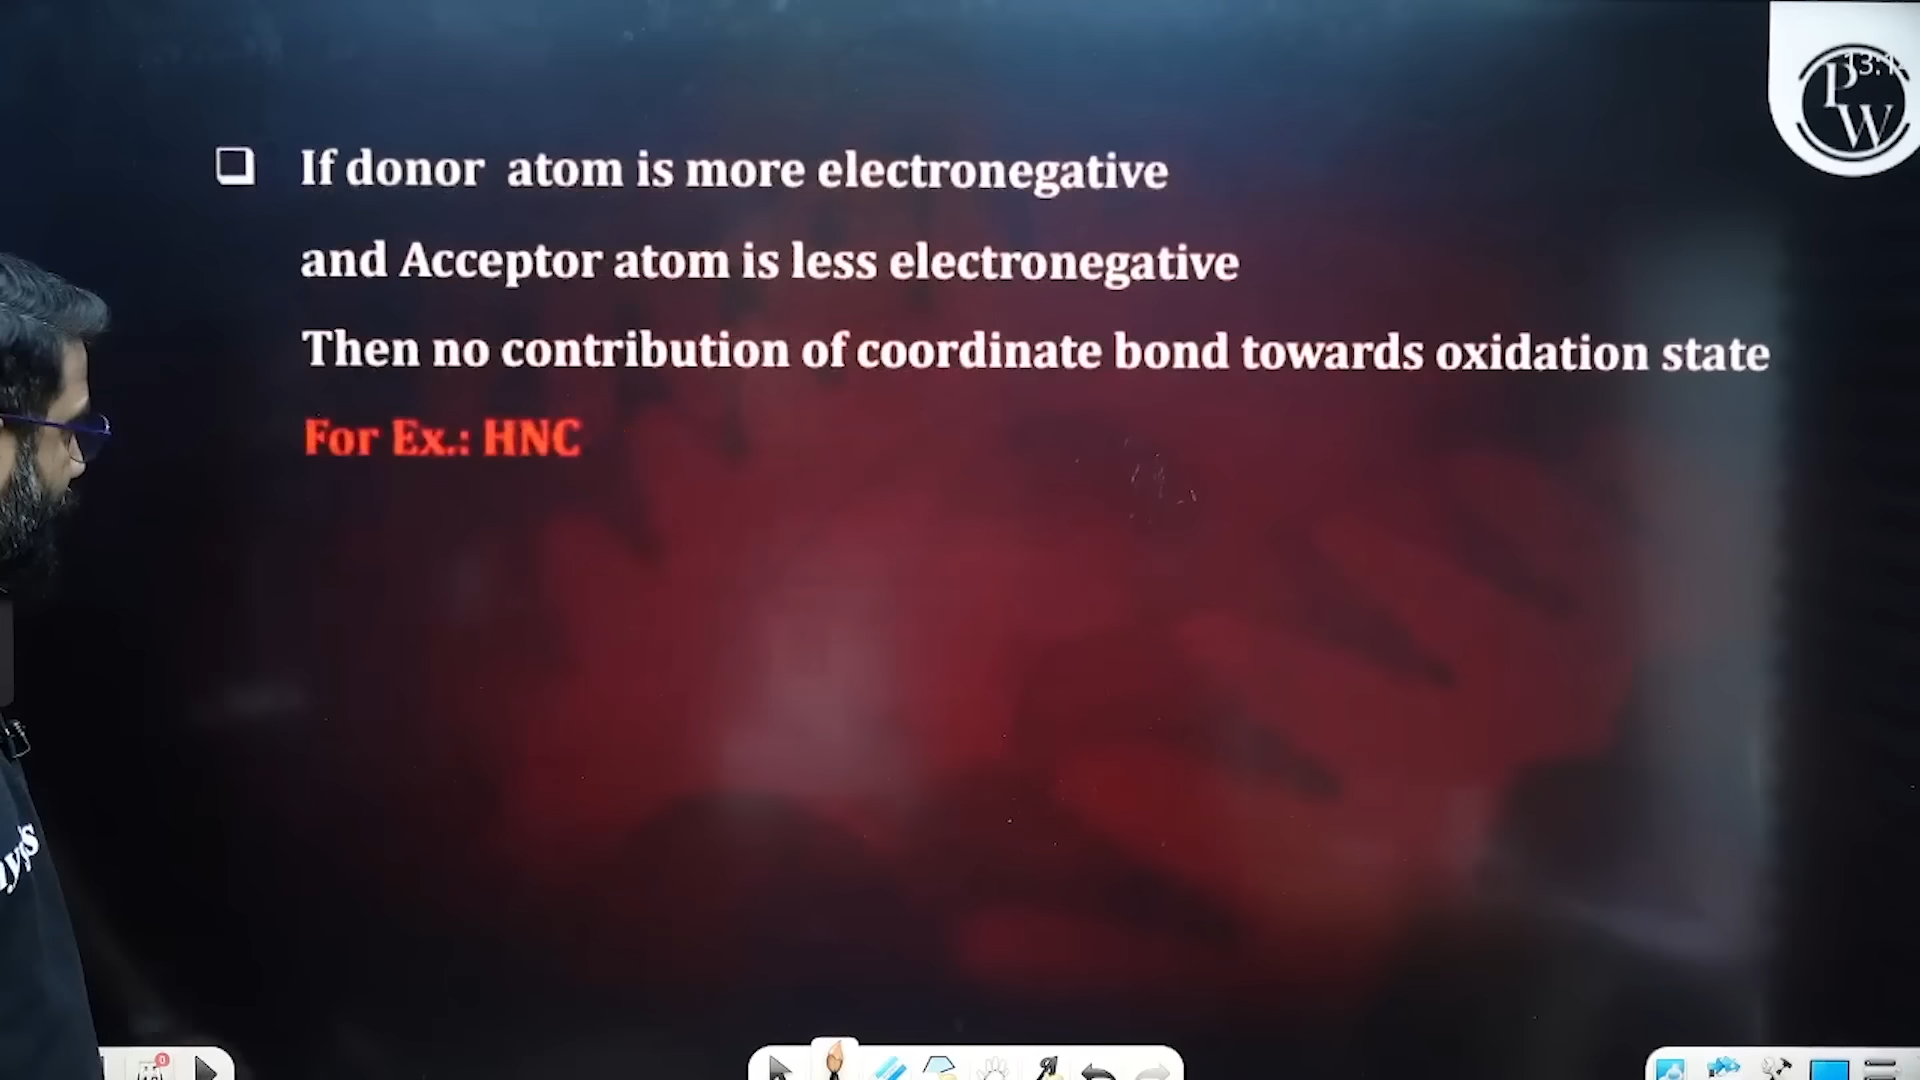 If donor atom is more electronegative
and Acceptor atom is less electronegative
Then no contribution of coordinate bond towards oxidation state
For Ex.: HNC
PW